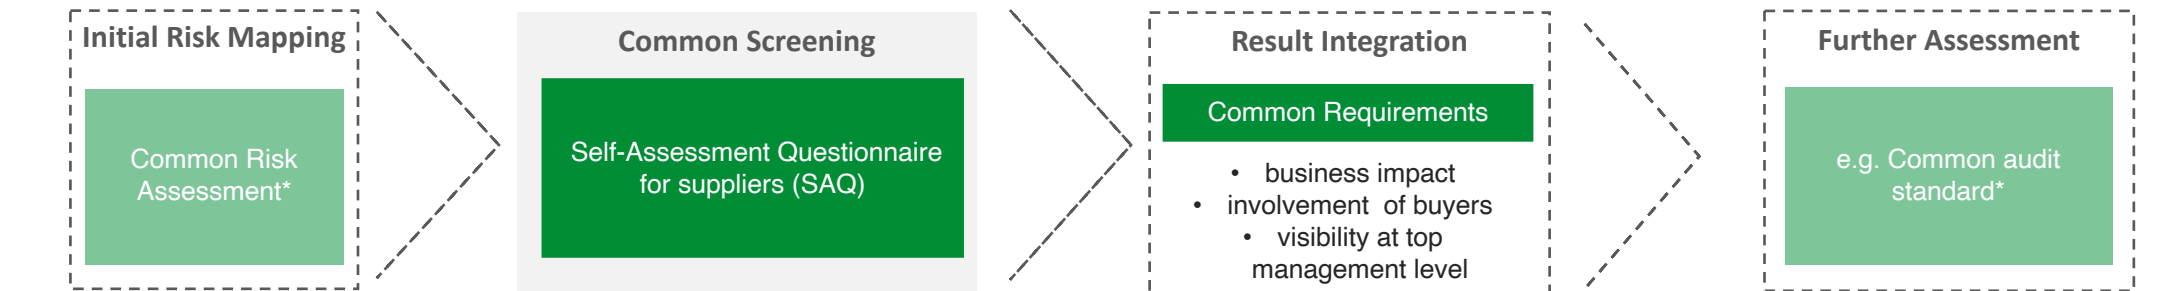 Initial Risk Mapping
Common Risk
Assessment*
Common Screening
Self-Assessment Questionnaire
for suppliers (SAQ)
Result Integration
Common Requirements
• business impact
• involvement of buyers
• visibility at top
management level
Further Assessment
e.g. Common audit
standard*